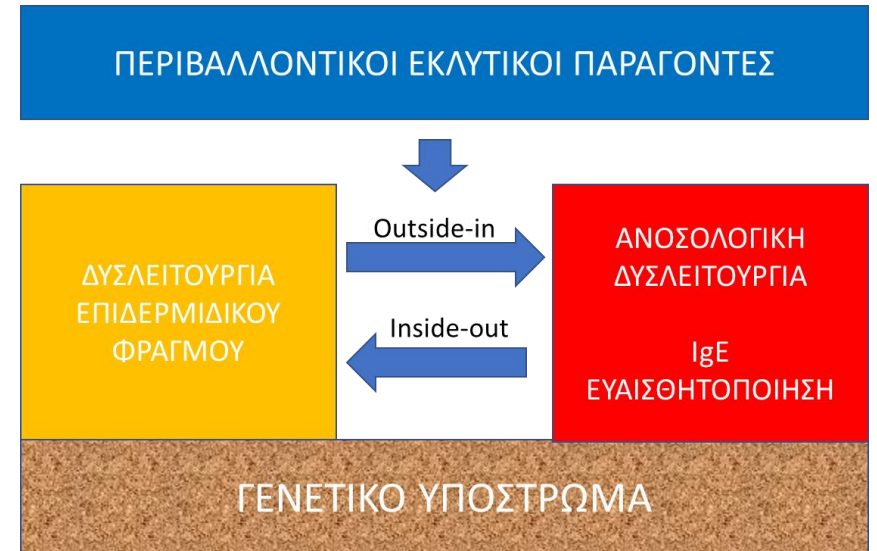 ΠΕΡΙΒΑΛΛΟΝΤΙΚΟΙ ΕΚΛΥΤΙΚΟΙ ΠΑΡΑΓΟΝΤΕΣ
ΔΥΣΛΕΙΤΟΥΡΓΙΑ
ΕΠΙΔΕΡΜΙΔΙΚΟΥ
ΦΡΑΓΜΟΥ
Outside-in
Inside-out
ΑΝΟΣΟΛΟΓΙΚΗ
ΔΥΣΛΕΙΤΟΥΡΓΙΑ
IgE
ΕΥΑΙΣΘΗΤΟΠΟΙΗΣΗ
ΓΕΝΕΤΙΚΟ ΥΠΟΣΤΡΩΜΑ